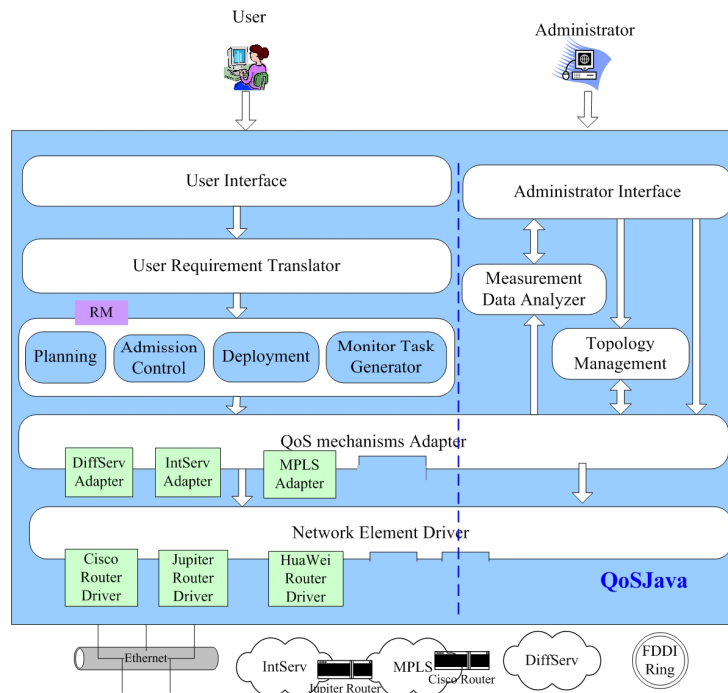 User
Administrator
User Interface
Administrator Interface
User Requirement Translator
Measurement
Data Analyzer
RM
Planning
Admission
Control
Deployment
Monitor Task
Generator
Topology
Management
QoS mechanisms Adapter
DiffServ
Adapter
IntServ
Adapter
MPLS
Adapter
Network Element Driver
Cisco
Router
Driver
Jupiter
Router
Driver
HuaWei
Router
Driver
QoSJava
Ethernet
IntServ
Jupiter Router
MPLS
Cisco Router
DiffServ
FDDI
Ring